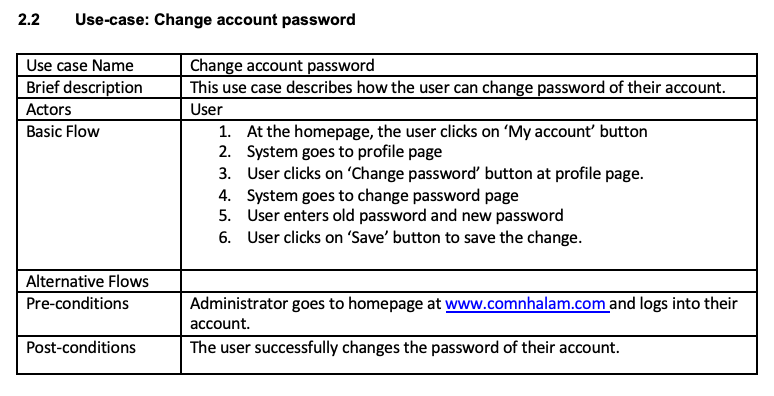 2.2 Use-case: Change account password
Use case Name Change account password
Brief description This use case describes how the user can change password of their account.
Actors User
Basic Flow 1. At the homepage, the user clicks on ‘My account’ button
2. System goes to profile page
3. User clicks on ‘Change password’ button at profile page.
4. System goes to change password page
5. User enters old password and new password
6. User clicks on ‘Save’ button to save the change.
Alternative Flows
Pre-conditions Administrator goes to homepage at www.comnhalam.com and logs into their
account.
Post-conditions The user successfully changes the password of their account.